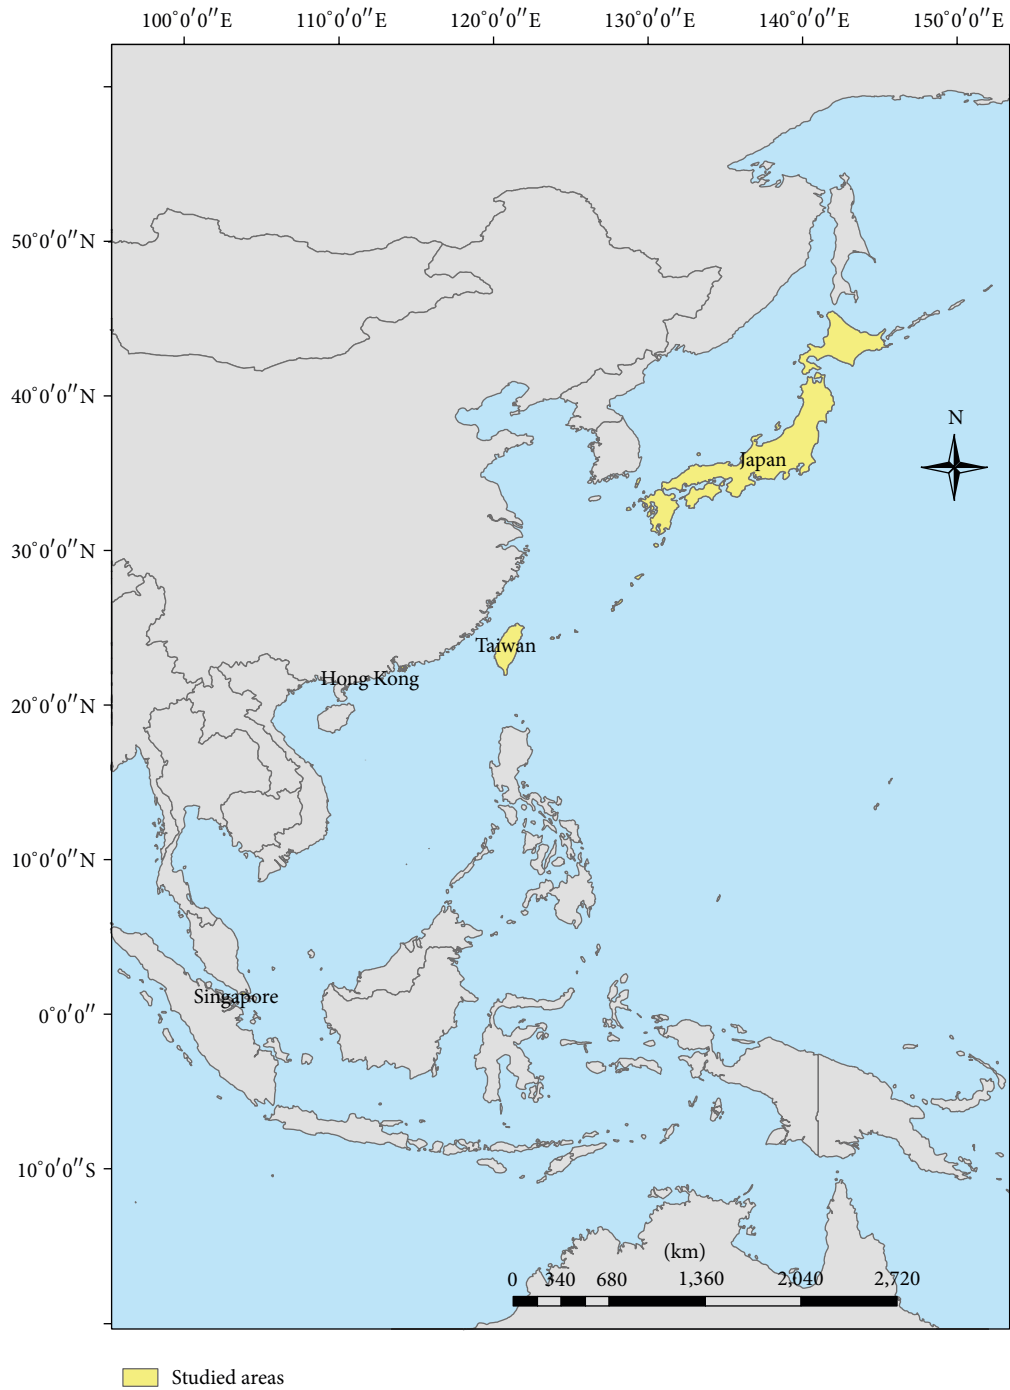 100°0′0″E 110°0′0″E 120°0′0″E 130°0′0″E 140°0′0″E 150°0′0″E
50°0′0″N
40°0′0″N
N
Japan
30°0′0″N
Taiwan
Hong Kong
20°0′0″N
10°0′0″N
Singapore
0°0′0″
10°0′0″S
(km)
0 340 680 1,360 2,040 2,720
Studied areas